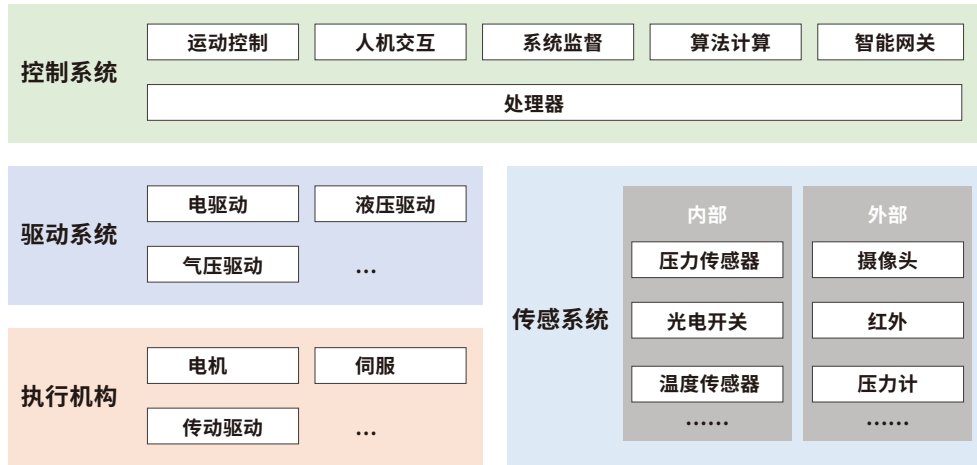 控制系统
运动控制
人机交互
系统监督
算法计算
智能网关
处理器
驱动系统
电驱动
液压驱动
气压驱动
...
执行机构
电机
伺服
传动驱动
...
传感系统
内部
压力传感器
光电开关
温度传感器
......
外部
摄像头
红外
压力计
......